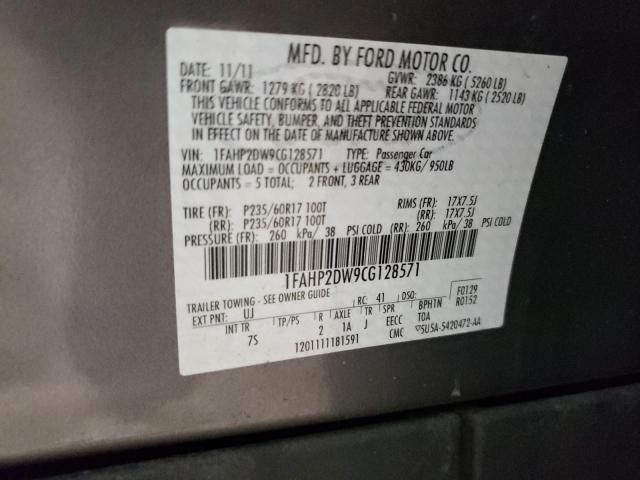 MFD. BY FORD MOTOR CO.
DATE: 11/11 GVWR: 2386 KG ( 5260 LB)
FRONT GAWR: 1279 KG ( 2820 LB) REAR GAWR: 1143 KG ( 2520 LB)
THIS VEHICLE CONFORMS TO ALL APPLICABLE FEDERAL MOTOR
VEHICLE SAFETY, BUMPER, AND THEFT PREVENTION STANDARDS
IN EFFECT ON THE DATE OF MANUFACTURE SHOWN ABOVE.
VIN: 1FAHP2DW9CG128571 TYPE: Passenger Car
MAXIMUM LOAD = OCCUPANTS + LUGGAGE = 430KG/ 950LB
OCCUPANTS = 5 TOTAL; 2 FRONT, 3 REAR
TIRE (FR): P235/60R17 100T RIMS (FR): 17X7.5J
(RR): P235/60R17 100T (RR): 17X7.5J
PRESSURE (FR): 260 kPa/ 38 PSI COLD (RR): 260 kPa/ 38 PSI COLD
1FAHP2DW9CG128571
TRAILER TOWING - SEE OWNER GUIDE F0129
EXT PNT: UJ RC: 41 DSO: R0152
INT TR TP/PS R AXLE TR SPR BPH1N
7S 2 1A J EECC TOA
1201111181591 CMC 5USA-5420472-AA